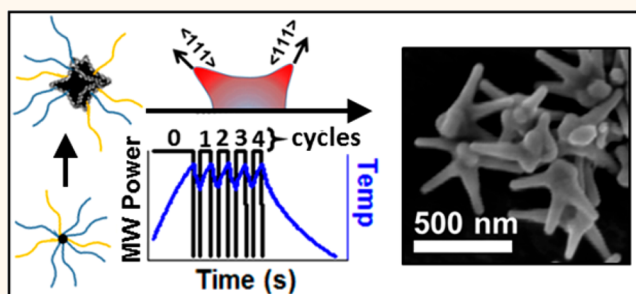 <111>
<111>
0 1 2 3 4 } cycles
MW Power
Temp
Time (s)
500 nm